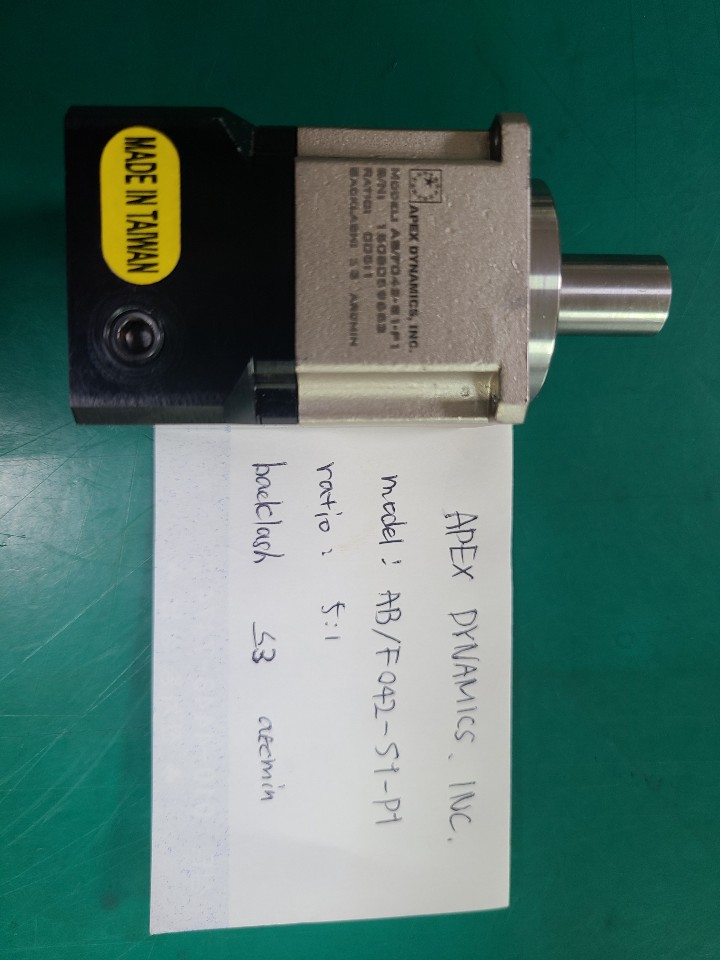 MADE IN TAIWAN
APEX DYNAMICS, INC.
MODEL: AB/F042-S1-P1
S/N:
RATIO: 005:1
BACKLASH: ≤3 ARCMIN
APEX DYNAMICS. INC.
model: AB/F042-S1-P1
ratio: 5:1
backlash ≤3 arcmin